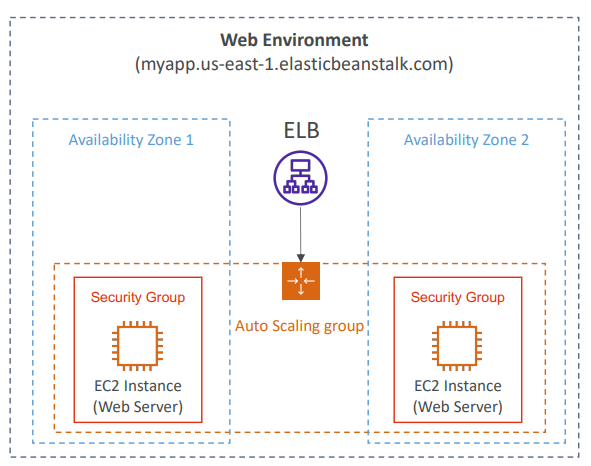 Web Environment
(myapp.us-east-1.elasticbeanstalk.com)
Availability Zone 1
ELB
Availability Zone 2
Security Group
EC2 Instance
(Web Server)
Auto Scaling group
Security Group
EC2 Instance
(Web Server)